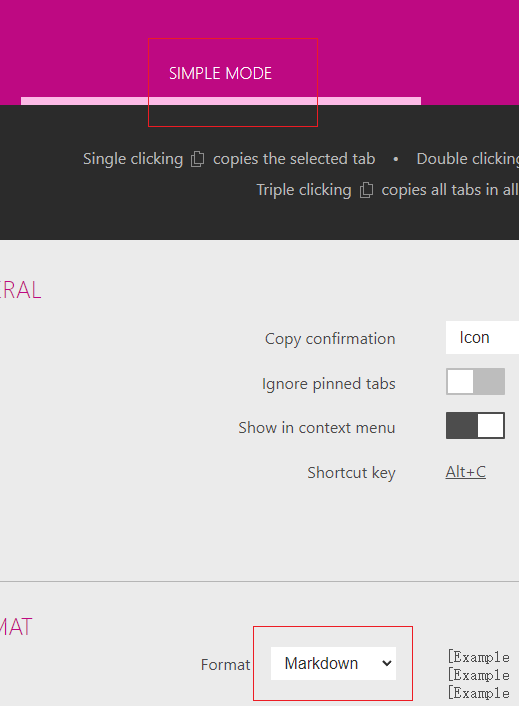 SIMPLE MODE
Single clicking copies the selected tab • Double clicking
Triple clicking copies all tabs in all
ERAL
Copy confirmation Icon
Ignore pinned tabs
Show in context menu
Shortcut key Alt+C
MAT
Format Markdown [Example
[Example
[Example